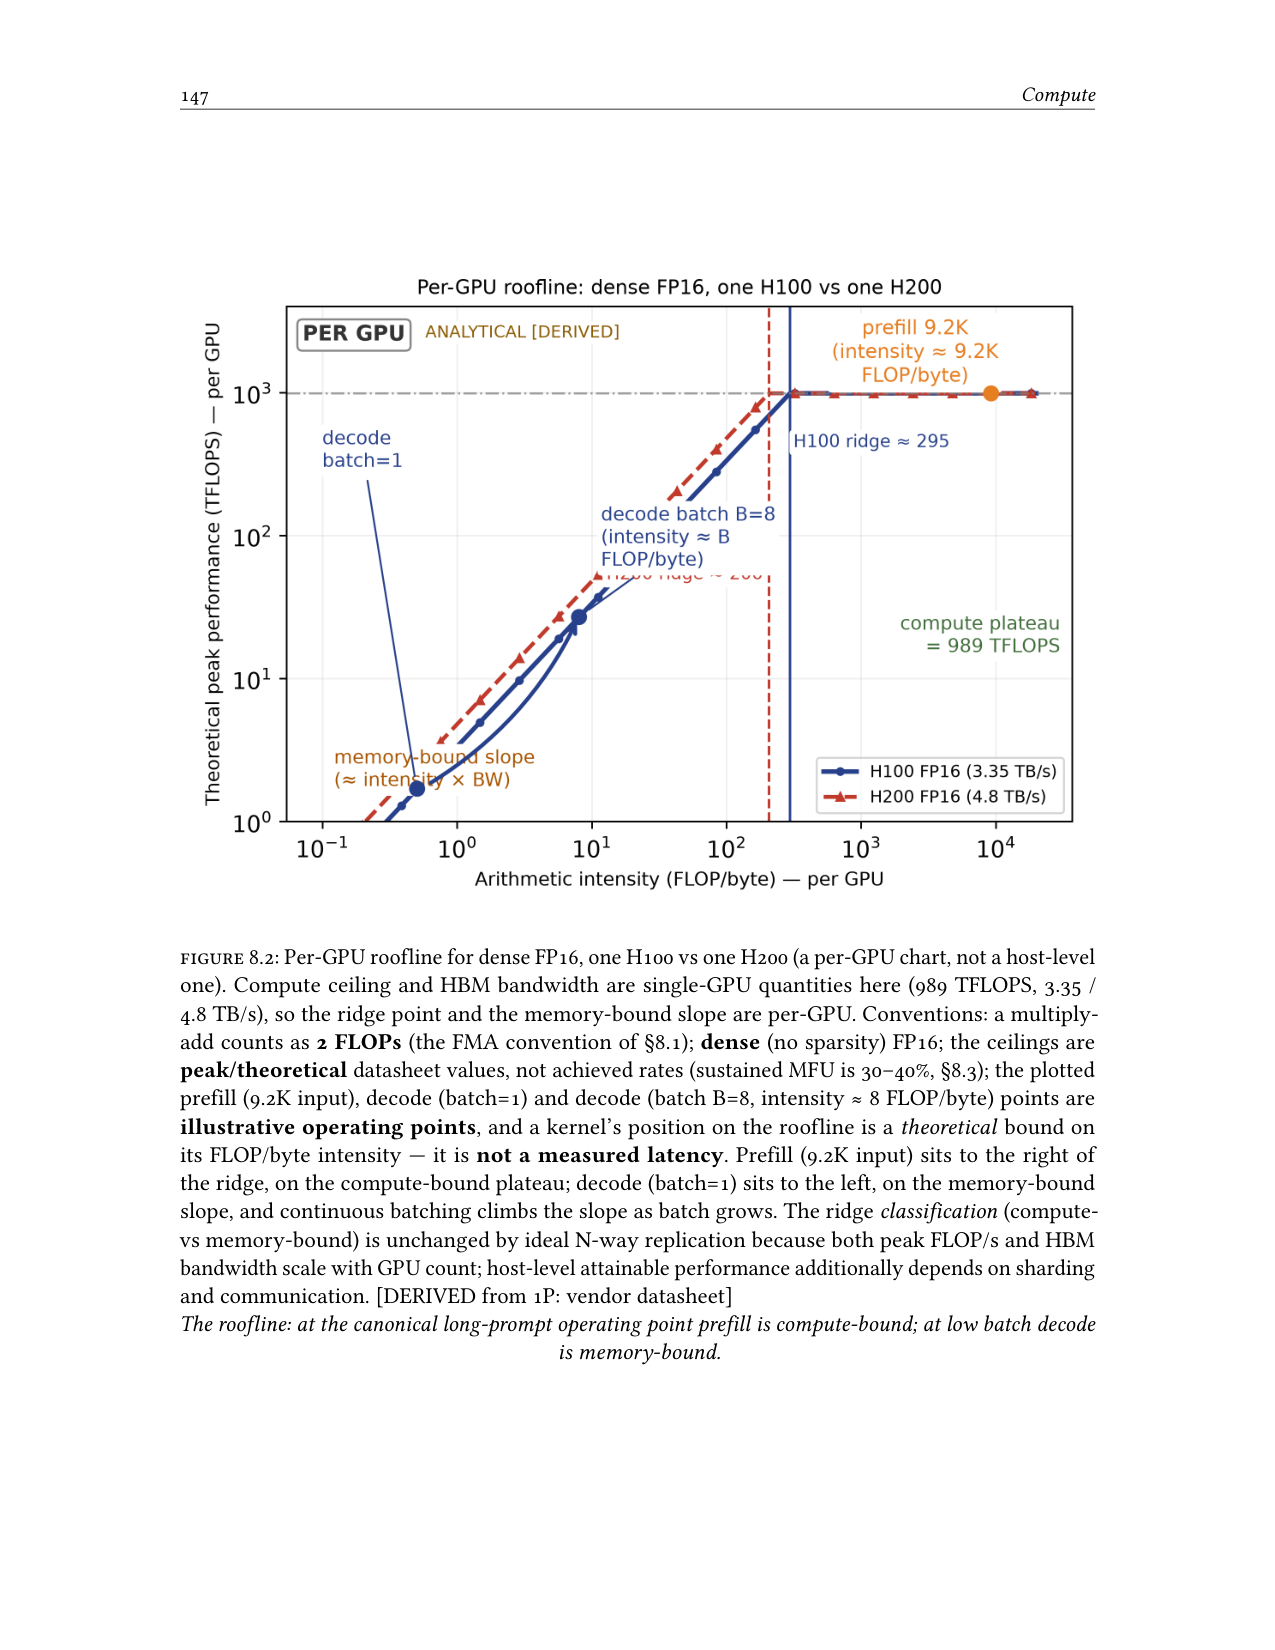 147 Compute
Per-GPU roofline: dense FP16, one H100 vs one H200
PER GPU ANALYTICAL [DERIVED]
prefill 9.2K
(intensity ≈ 9.2K
FLOP/byte)
Theoretical peak performance (TFLOPS) — per GPU
10³
10²
10¹
10⁰
decode
batch=1
H100 ridge ≈ 295
decode batch B=8
(intensity ≈ B
FLOP/byte)
compute plateau
= 989 TFLOPS
memory-bound slope
(≈ intensity × BW)
H100 FP16 (3.35 TB/s)
H200 FP16 (4.8 TB/s)
10⁻¹ 10⁰ 10¹ 10² 10³ 10⁴
Arithmetic intensity (FLOP/byte) — per GPU
FIGURE 8.2: Per-GPU roofline for dense FP16, one H100 vs one H200 (a per-GPU chart, not a host-level
one). Compute ceiling and HBM bandwidth are single-GPU quantities here (989 TFLOPS, 3.35 /
4.8 TB/s), so the ridge point and the memory-bound slope are per-GPU. Conventions: a multiply-
add counts as 2 FLOPs (the FMA convention of §8.1); dense (no sparsity) FP16; the ceilings are
peak/theoretical datasheet values, not achieved rates (sustained MFU is 30–40%, §8.3); the plotted
prefill (9.2K input), decode (batch=1) and decode (batch B=8, intensity ≈ 8 FLOP/byte) points are
illustrative operating points, and a kernel's position on the roofline is a theoretical bound on
its FLOP/byte intensity — it is not a measured latency. Prefill (9.2K input) sits to the right of
the ridge, on the compute-bound plateau; decode (batch=1) sits to the left, on the memory-bound
slope, and continuous batching climbs the slope as batch grows. The ridge classification (compute-
vs memory-bound) is unchanged by ideal N-way replication because both peak FLOP/s and HBM
bandwidth scale with GPU count; host-level attainable performance additionally depends on sharding
and communication. [DERIVED from 1P: vendor datasheet]
The roofline: at the canonical long-prompt operating point prefill is compute-bound; at low batch decode
is memory-bound.